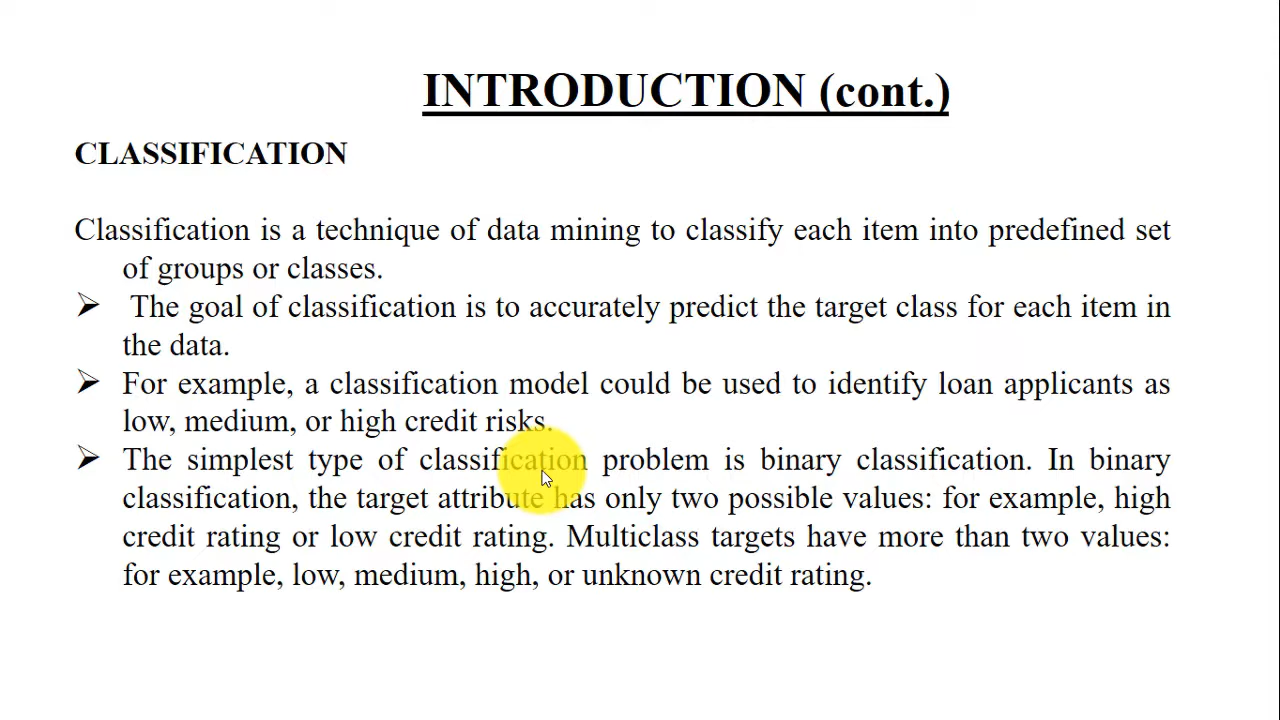 INTRODUCTION (cont.)
CLASSIFICATION
Classification is a technique of data mining to classify each item into predefined set
of groups or classes.
➢ The goal of classification is to accurately predict the target class for each item in
the data.
➢ For example, a classification model could be used to identify loan applicants as
low, medium, or high credit risks.
➢ The simplest type of classification problem is binary classification. In binary
classification, the target attribute has only two possible values: for example, high
credit rating or low credit rating. Multiclass targets have more than two values:
for example, low, medium, high, or unknown credit rating.